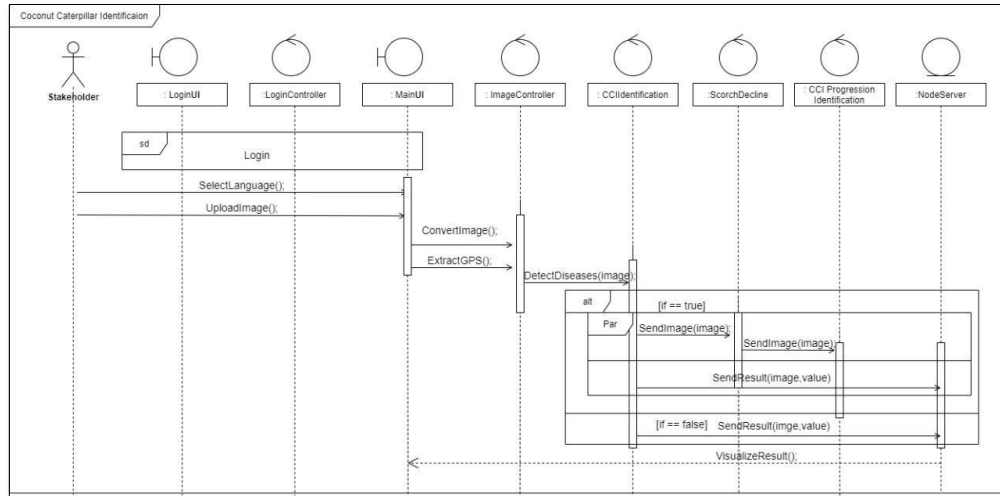 Coconut Caterpillar Identificaion
Stakeholder
: LoginUI
:LoginController
: MainUI
: ImageController
: CCIIdentification
:ScorchDecline
: CCI Progression
Identification
:NodeServer
sd
Login
SelectLanguage();
UploadImage();
ConvertImage();
ExtractGPS();
DetectDiseases(image);
alt
[if == true]
Par
SendImage(image);
SendImage(image);
SendResult(image,value)
[if == false] SendResult(imge,value)
VisualizeResult();